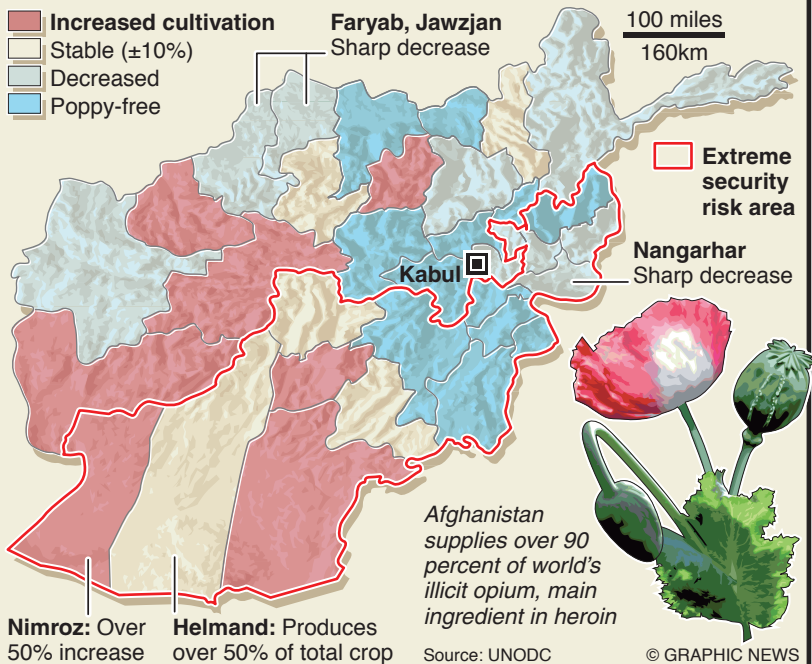 Increased cultivation
Stable (±10%)
Decreased
Poppy-free
Faryab, Jawzjan
Sharp decrease
100 miles
160km
Extreme
security
risk area
Nangarhar
Sharp decrease
Kabul
Afghanistan
supplies over 90
percent of world's
illicit opium, main
ingredient in heroin
Nimroz: Over
50% increase
Helmand: Produces
over 50% of total crop
Source: UNODC
© GRAPHIC NEWS